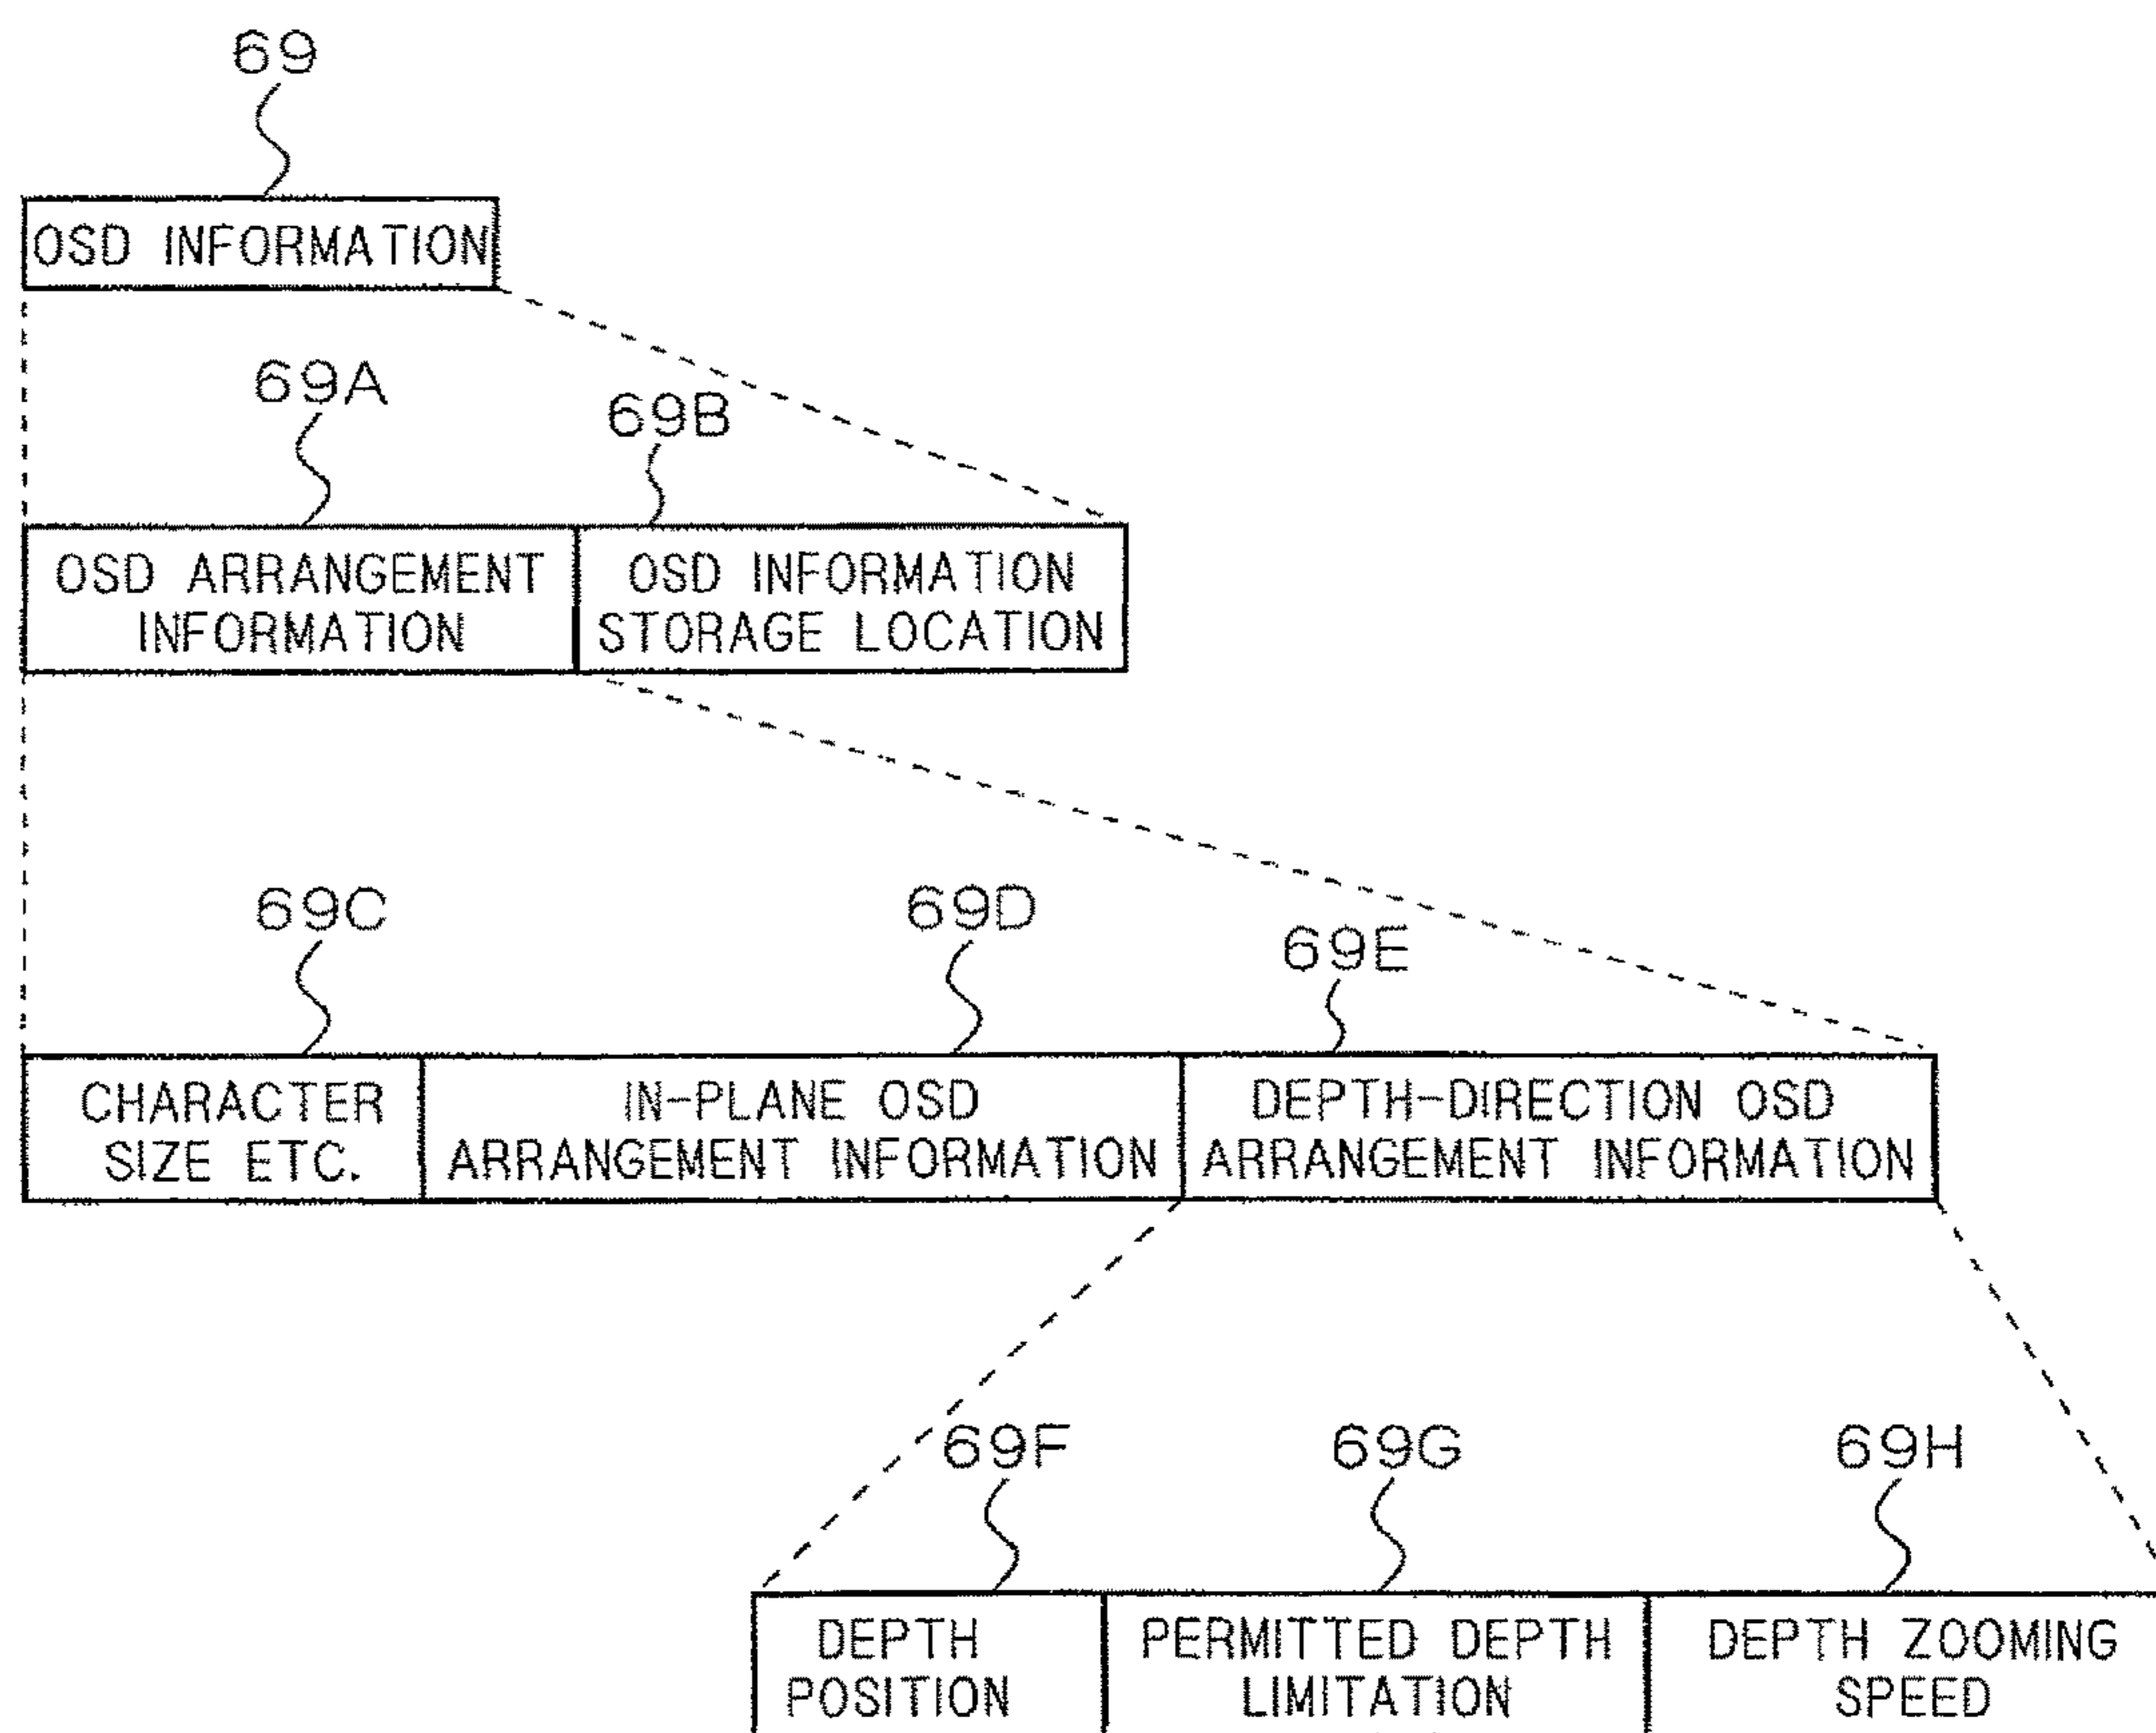 69
OSD INFORMATION
69A
69B
OSD ARRANGEMENT
INFORMATION
OSD INFORMATION
STORAGE LOCATION
69C
69D
69E
CHARACTER
SIZE ETC.
IN-PLANE OSD
ARRANGEMENT INFORMATION
DEPTH-DIRECTION OSD
ARRANGEMENT INFORMATION
69F
69G
69H
DEPTH
POSITION
PERMITTED DEPTH
LIMITATION
DEPTH ZOOMING
SPEED